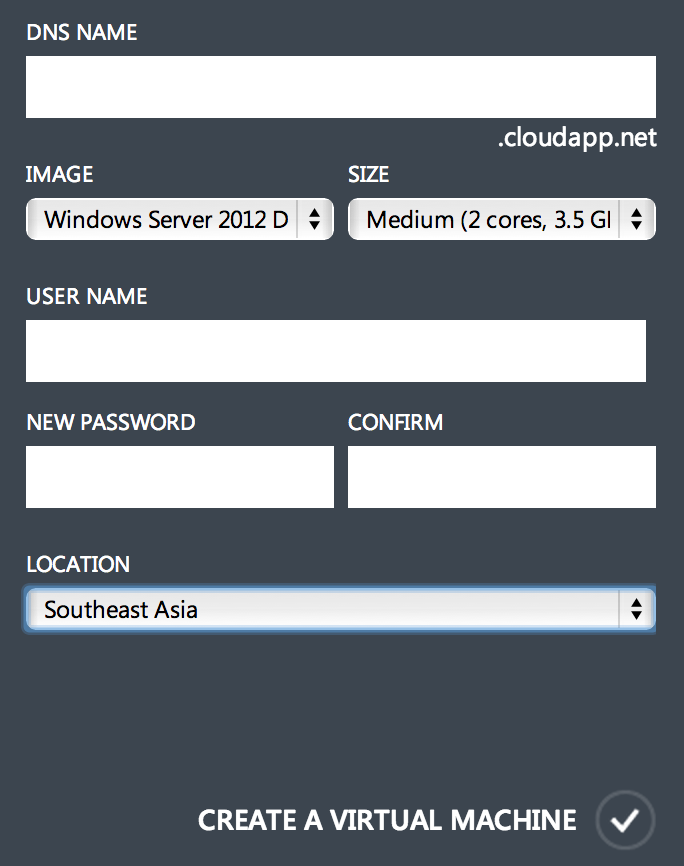 DNS NAME
.cloudapp.net
IMAGE SIZE
Windows Server 2012 D Medium (2 cores, 3.5 G
USER NAME
NEW PASSWORD CONFIRM
LOCATION
Southeast Asia
CREATE A VIRTUAL MACHINE